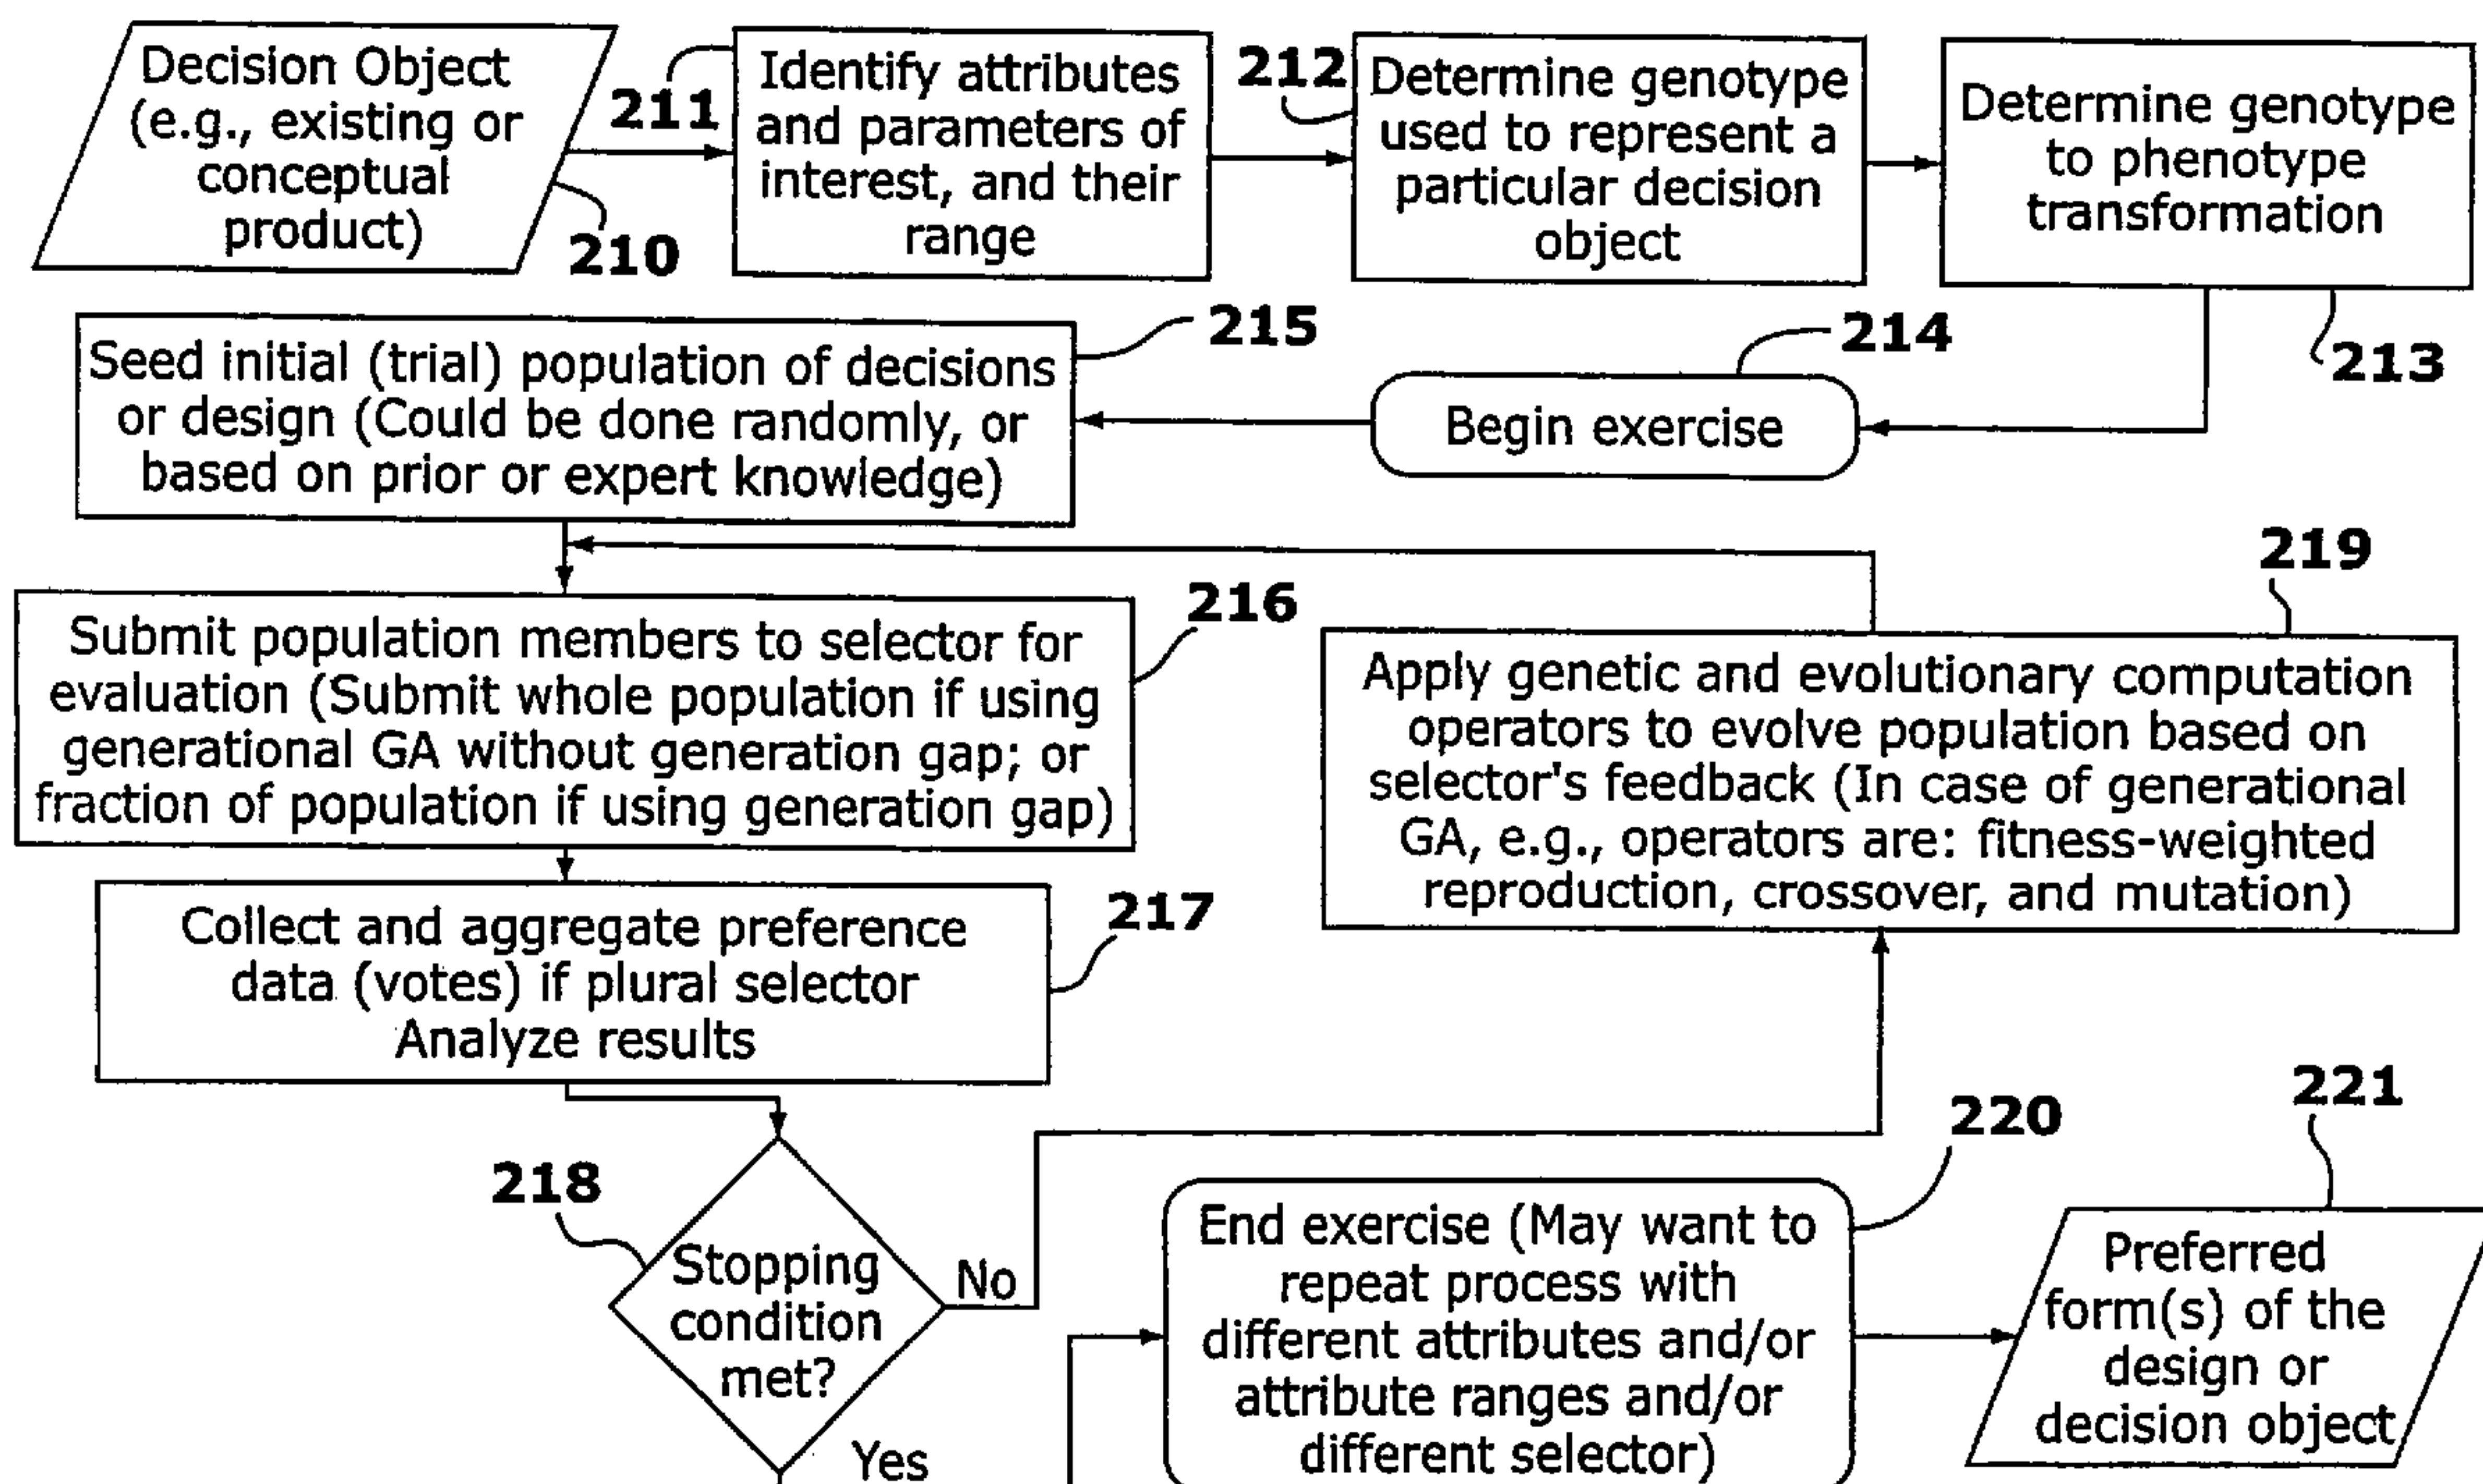 Decision Object
(e.g., existing or
conceptual
product)
210
211
Identify attributes
and parameters of
interest, and their
range
212
Determine genotype
used to represent a
particular decision
object
Determine genotype
to phenotype
transformation
213
214
Begin exercise
215
Seed initial (trial) population of decisions
or design (Could be done randomly, or
based on prior or expert knowledge)
216
Submit population members to selector for
evaluation (Submit whole population if using
generational GA without generation gap; or
fraction of population if using generation gap)
219
Apply genetic and evolutionary computation
operators to evolve population based on
selector's feedback (In case of generational
GA, e.g., operators are: fitness-weighted
reproduction, crossover, and mutation)
217
Collect and aggregate preference
data (votes) if plural selector
Analyze results
218
Stopping
condition
met?
No
Yes
220
End exercise (May want to
repeat process with
different attributes and/or
attribute ranges and/or
different selector)
221
Preferred
form(s) of the
design or
decision object